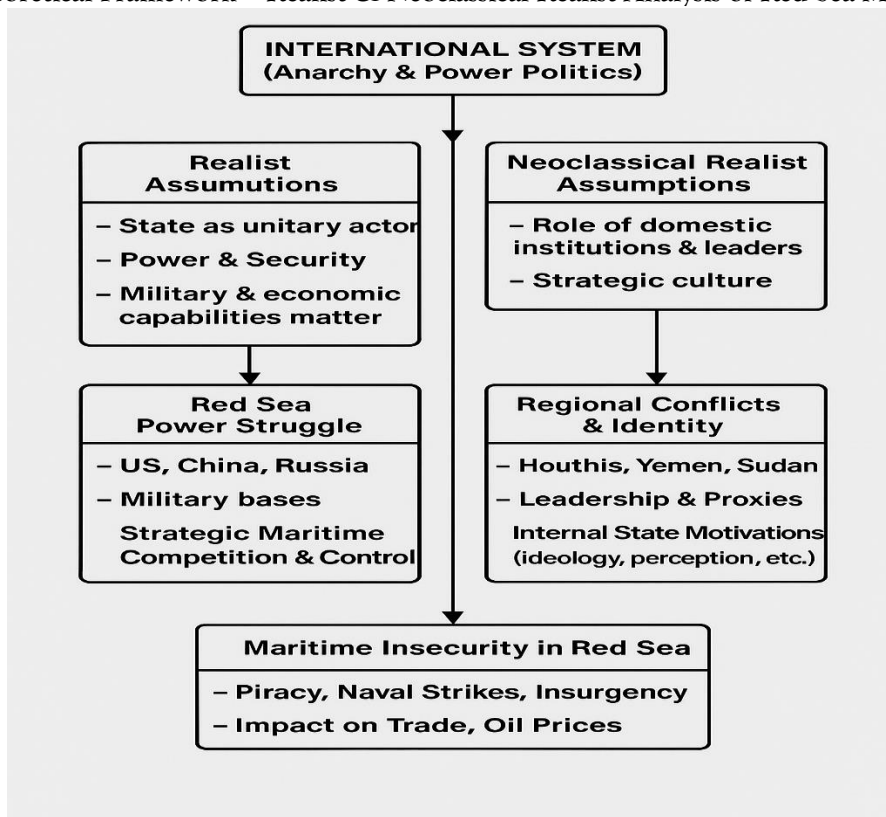 INTERNATIONAL SYSTEM
(Anarchy & Power Politics)
Realist
Assumutions
– State as unitary actor
– Power & Security
– Military & economic
capabilities matter
Neoclassical Realist
Assumptions
– Role of domestic
institutions & leaders
– Strategic culture
Red Sea
Power Struggle
– US, China, Russia
– Military bases
Strategic Maritime
Competition & Control
Regional Conflicts
& Identity
– Houthis, Yemen, Sudan
– Leadership & Proxies
Internal State Motivations
(ideology, perception, etc.)
Maritime Insecurity in Red Sea
– Piracy, Naval Strikes, Insurgency
– Impact on Trade, Oil Prices